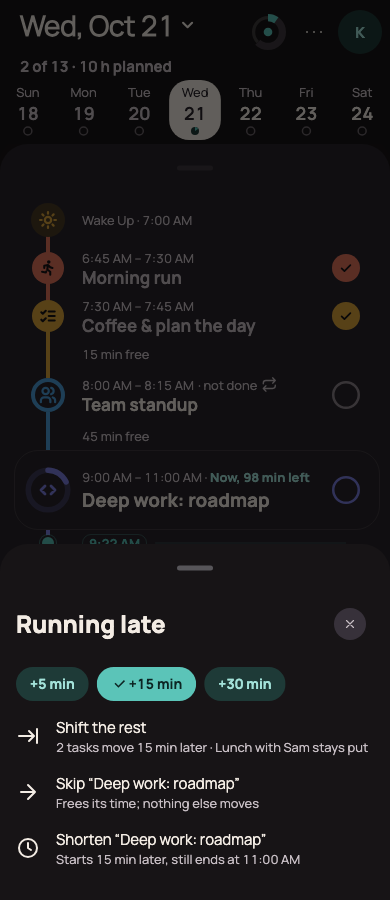 Wed, Oct 21
K
2 of 13 · 10 h planned
Sun Mon Tue Wed Thu Fri Sat
18 19 20 21 22 23 24
Wake Up · 7:00 AM
6:45 AM – 7:30 AM
Morning run
7:30 AM – 7:45 AM
Coffee & plan the day
15 min free
8:00 AM – 8:15 AM · not done
Team standup
45 min free
9:00 AM – 11:00 AM · Now, 98 min left
Deep work: roadmap
9:22 AM
Running late
+5 min
+15 min
+30 min
Shift the rest
2 tasks move 15 min later · Lunch with Sam stays put
Skip “Deep work: roadmap”
Frees its time; nothing else moves
Shorten “Deep work: roadmap”
Starts 15 min later, still ends at 11:00 AM